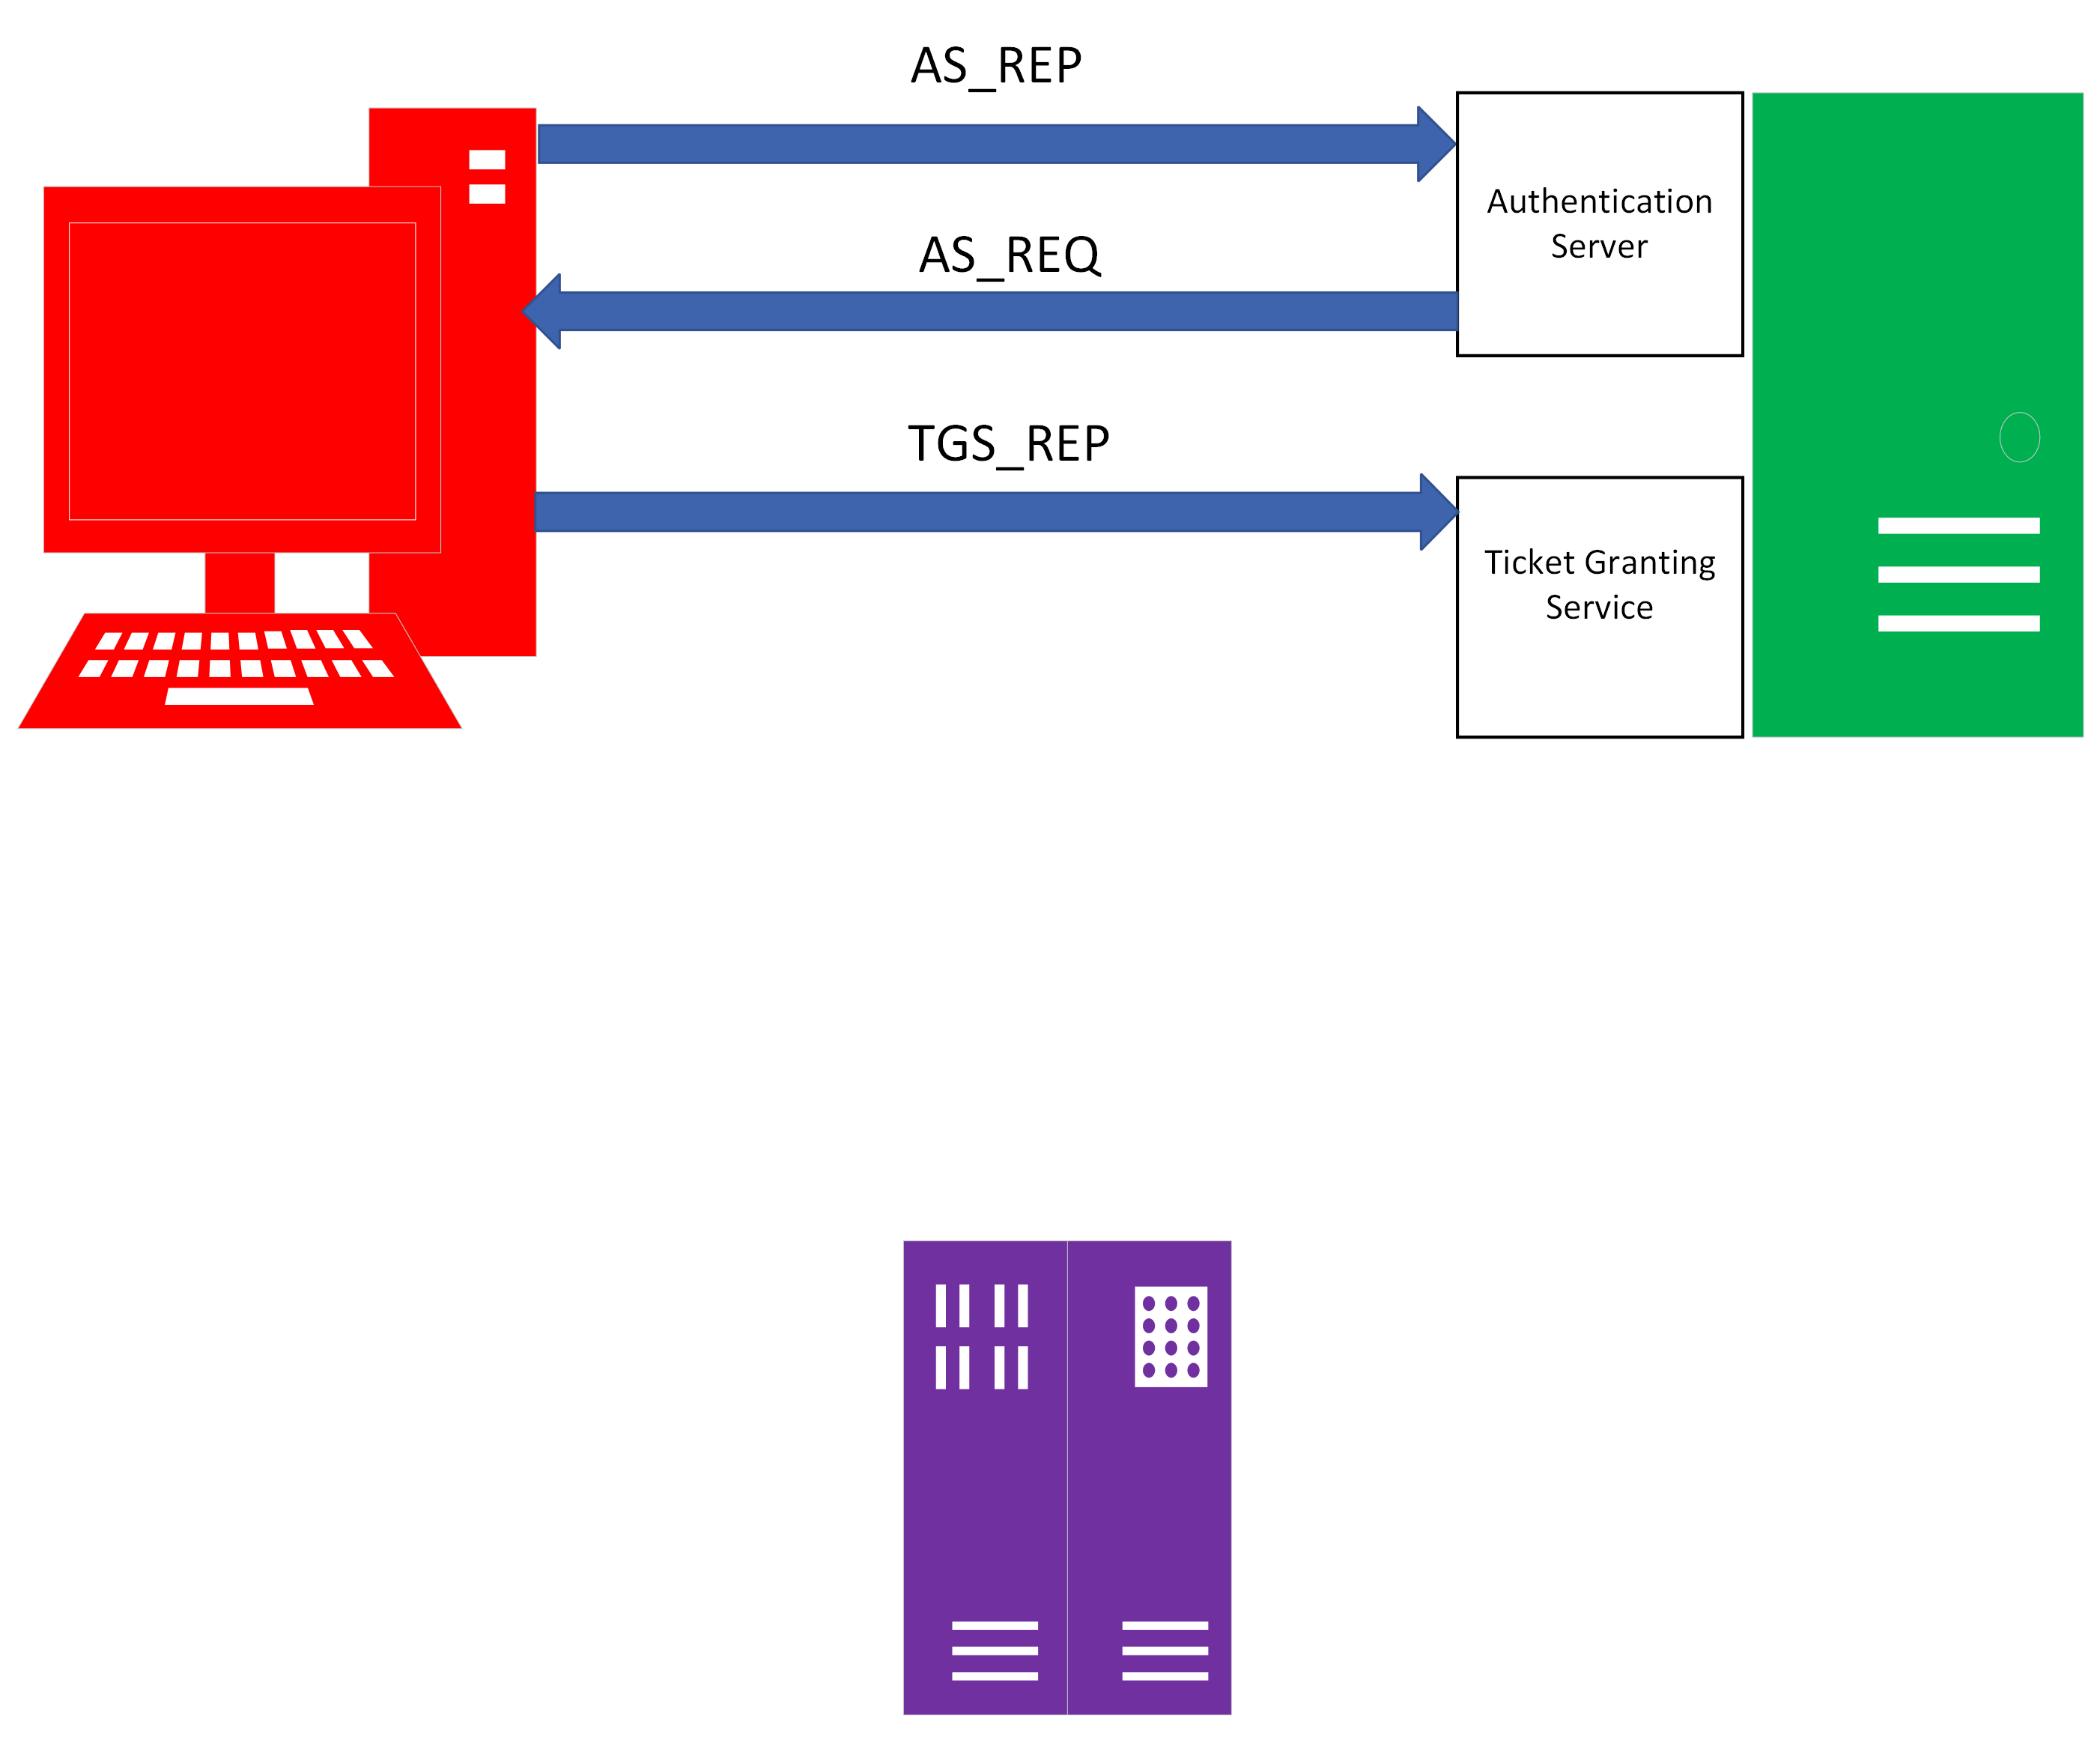 AS_REP
AS_REQ
TGS_REP
Authentication
Server
Ticket Granting
Service